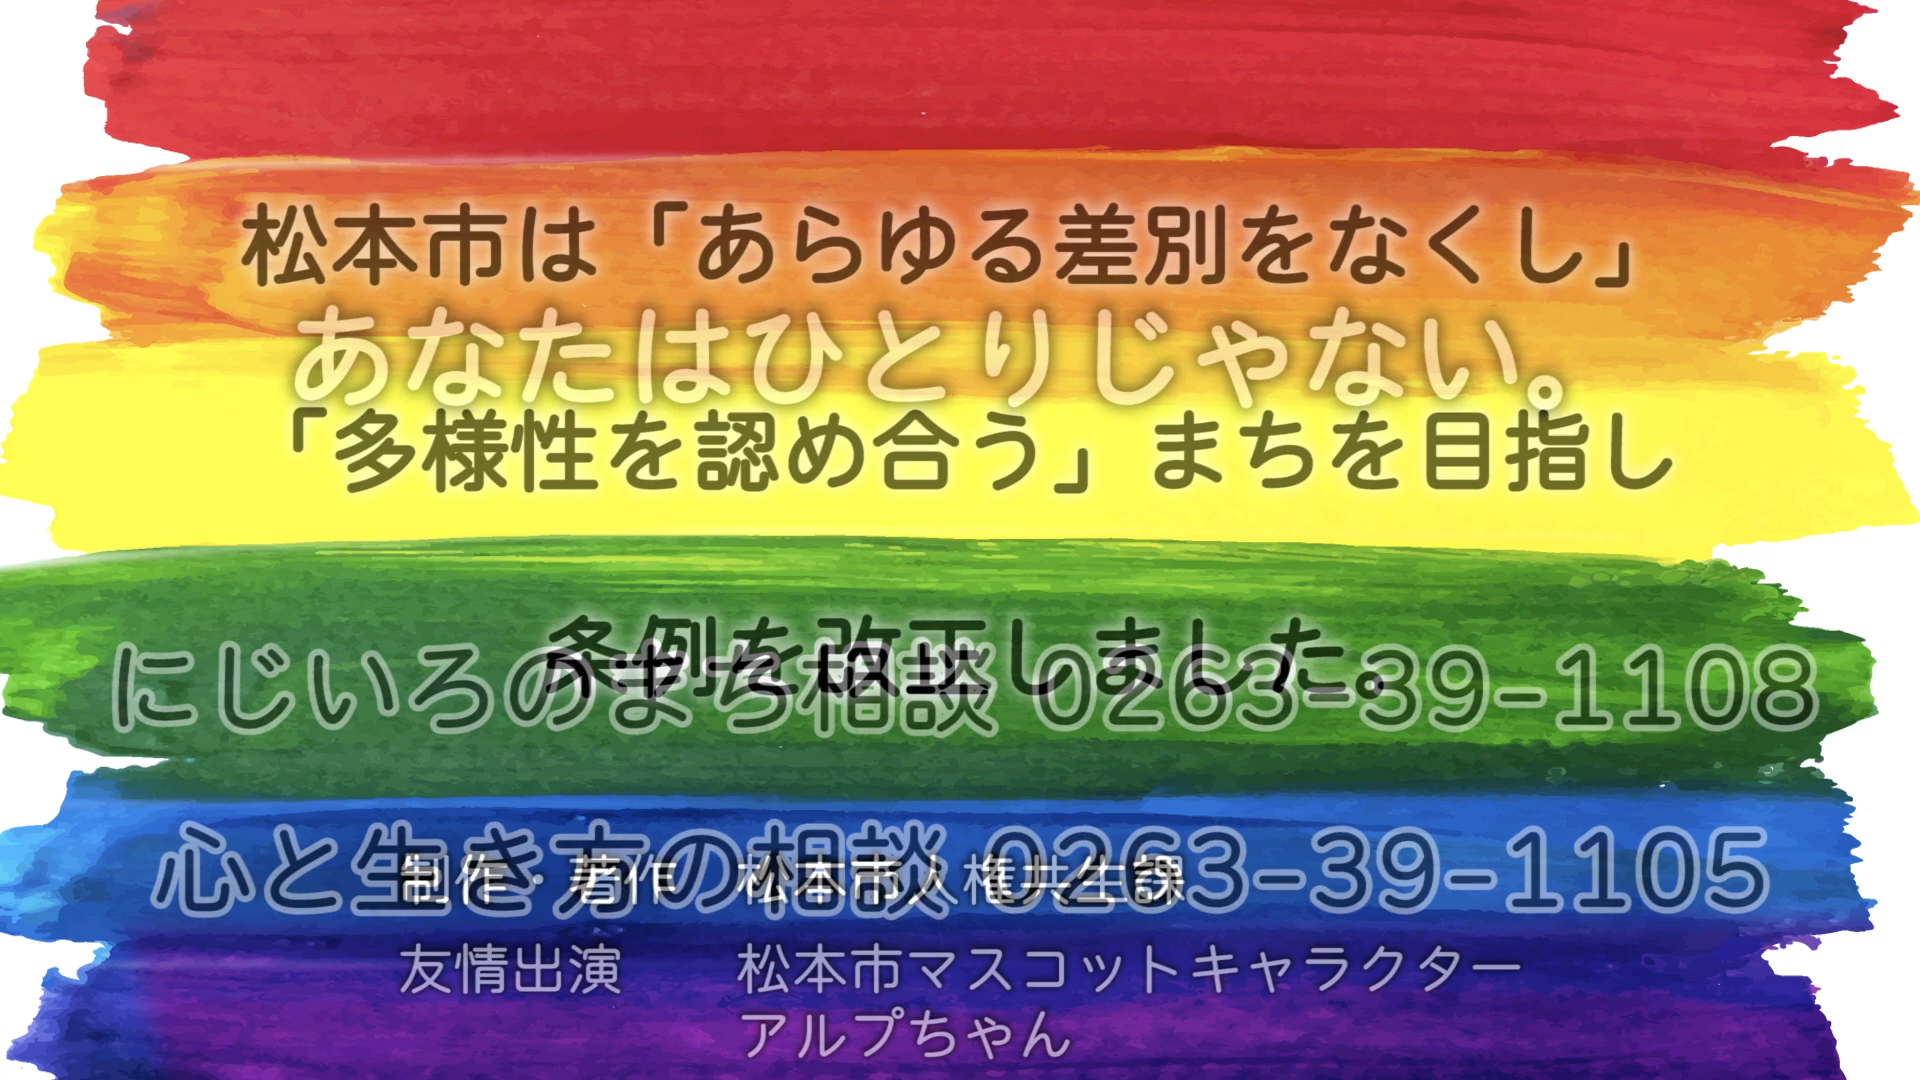 松本市は「あらゆる差別をなくし」
あなたはひとりじゃない。
「多様性を認め合う」まちを目指し
条例を改正しました。
にじいろのまち相談 0263-39-1108
心と生き方の相談 0263-39-1105
制作・著作　松本市人権共生課
友情出演　　松本市マスコットキャラクター
アルプちゃん